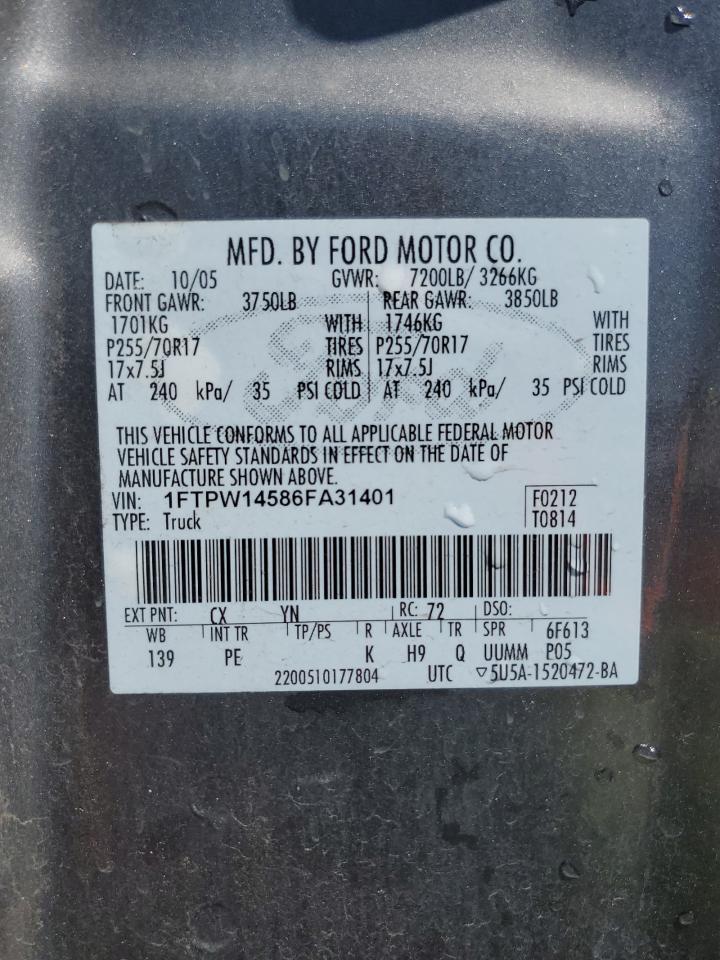 MFD. BY FORD MOTOR CO.
DATE: 10/05 GVWR: 7200LB/ 3266KG
FRONT GAWR: 3750LB REAR GAWR: 3850LB
1701KG WITH 1746KG WITH
P255/70R17 TIRES P255/70R17 TIRES
17x7.5J RIMS 17x7.5J RIMS
AT 240 kPa/ 35 PSI COLD AT 240 kPa/ 35 PSI COLD
Ford
THIS VEHICLE CONFORMS TO ALL APPLICABLE FEDERAL MOTOR
VEHICLE SAFETY STANDARDS IN EFFECT ON THE DATE OF
MANUFACTURE SHOWN ABOVE.
VIN: 1FTPW14586FA31401 F0212
TYPE: Truck T0814
EXT PNT: CX YN RC: 72 DSO:
WB INT TR TP/PS R AXLE TR SPR 6F613
139 PE K H9 Q UUMM P05
2200510177804 UTC ▽5U5A-1520472-BA